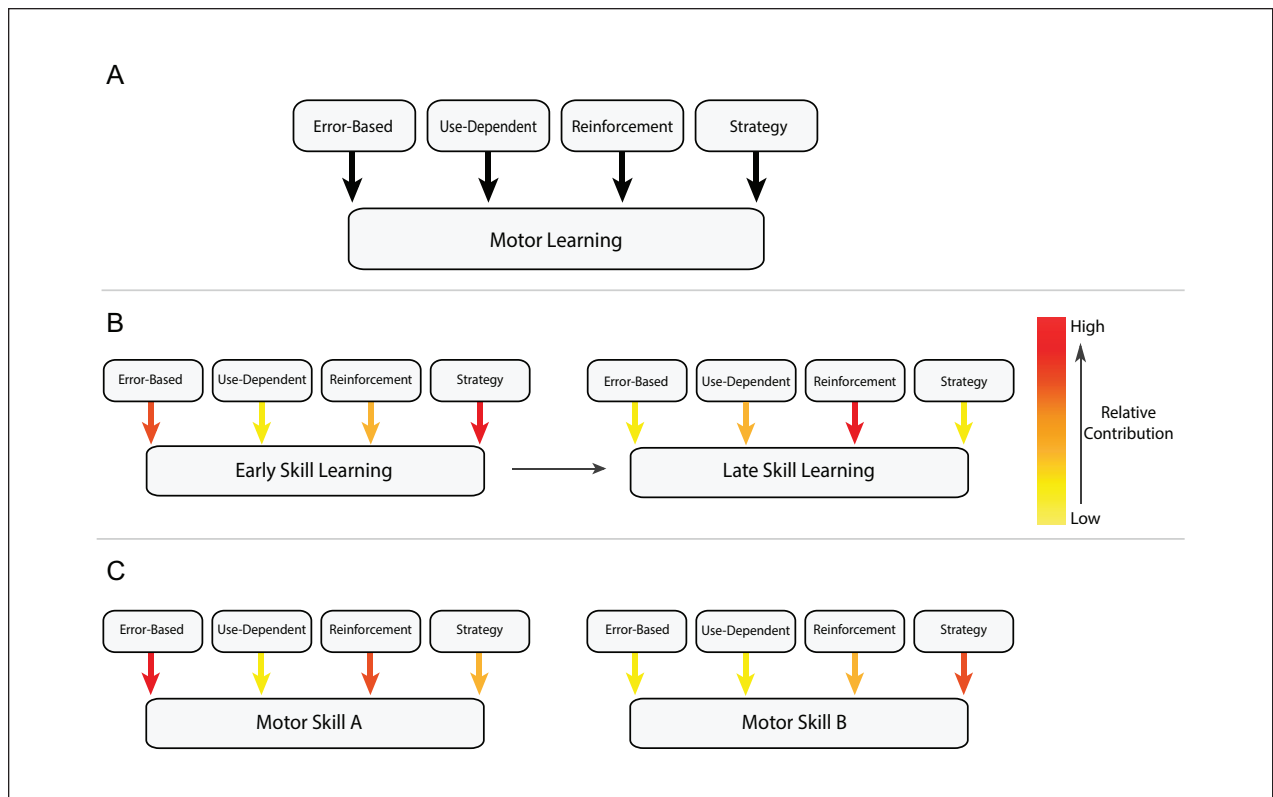 A
Error-Based Use-Dependent Reinforcement Strategy
Motor Learning
B
Error-Based Use-Dependent Reinforcement Strategy
Early Skill Learning
Error-Based Use-Dependent Reinforcement Strategy
Late Skill Learning
High
Relative
Contribution
Low
C
Error-Based Use-Dependent Reinforcement Strategy
Motor Skill A
Error-Based Use-Dependent Reinforcement Strategy
Motor Skill B